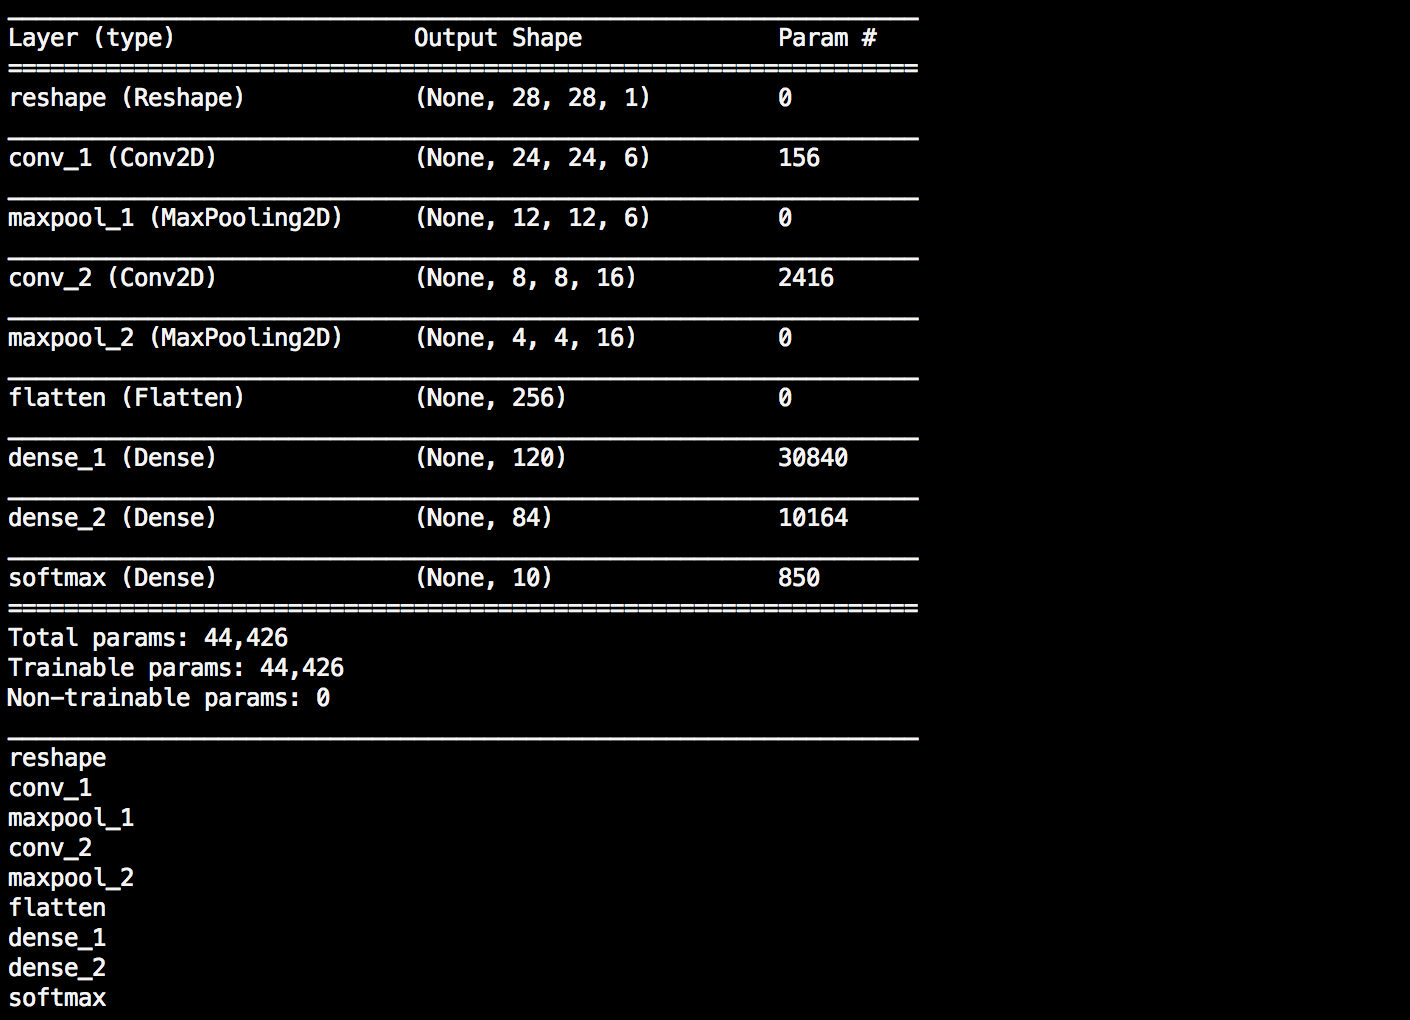 Layer (type) Output Shape Param #
=================================================================
reshape (Reshape) (None, 28, 28, 1) 0
conv_1 (Conv2D) (None, 24, 24, 6) 156
maxpool_1 (MaxPooling2D) (None, 12, 12, 6) 0
conv_2 (Conv2D) (None, 8, 8, 16) 2416
maxpool_2 (MaxPooling2D) (None, 4, 4, 16) 0
flatten (Flatten) (None, 256) 0
dense_1 (Dense) (None, 120) 30840
dense_2 (Dense) (None, 84) 10164
softmax (Dense) (None, 10) 850
=================================================================
Total params: 44,426
Trainable params: 44,426
Non-trainable params: 0
reshape
conv_1
maxpool_1
conv_2
maxpool_2
flatten
dense_1
dense_2
softmax